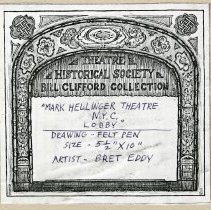 THEATRE
HISTORICAL SOCIETY
BILL CLIFFORD COLLECTION
"MARK HELLINGER THEATRE
N.Y.C.
LOBBY"
DRAWING - FELT PEN
SIZE - 5½" X 10"
ARTIST - BRET EDDY